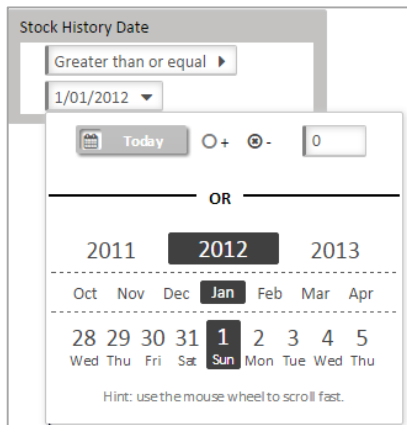 Stock History Date
Greater than or equal
1/01/2012
Today + - 0
OR
2011 2012 2013
Oct Nov Dec Jan Feb Mar Apr
28 29 30 31 1 2 3 4 5
Wed Thu Fri Sat Sun Mon Tue Wed Thu
Hint: use the mouse wheel to scroll fast.